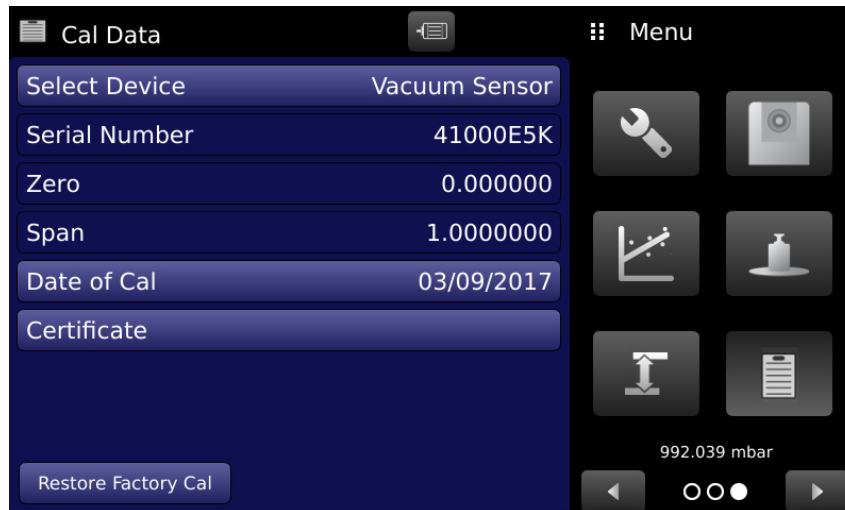 Cal Data
Menu
Select Device Vacuum Sensor
Serial Number 41000E5K
Zero 0.000000
Span 1.0000000
Date of Cal 03/09/2017
Certificate
992.039 mbar
Restore Factory Cal